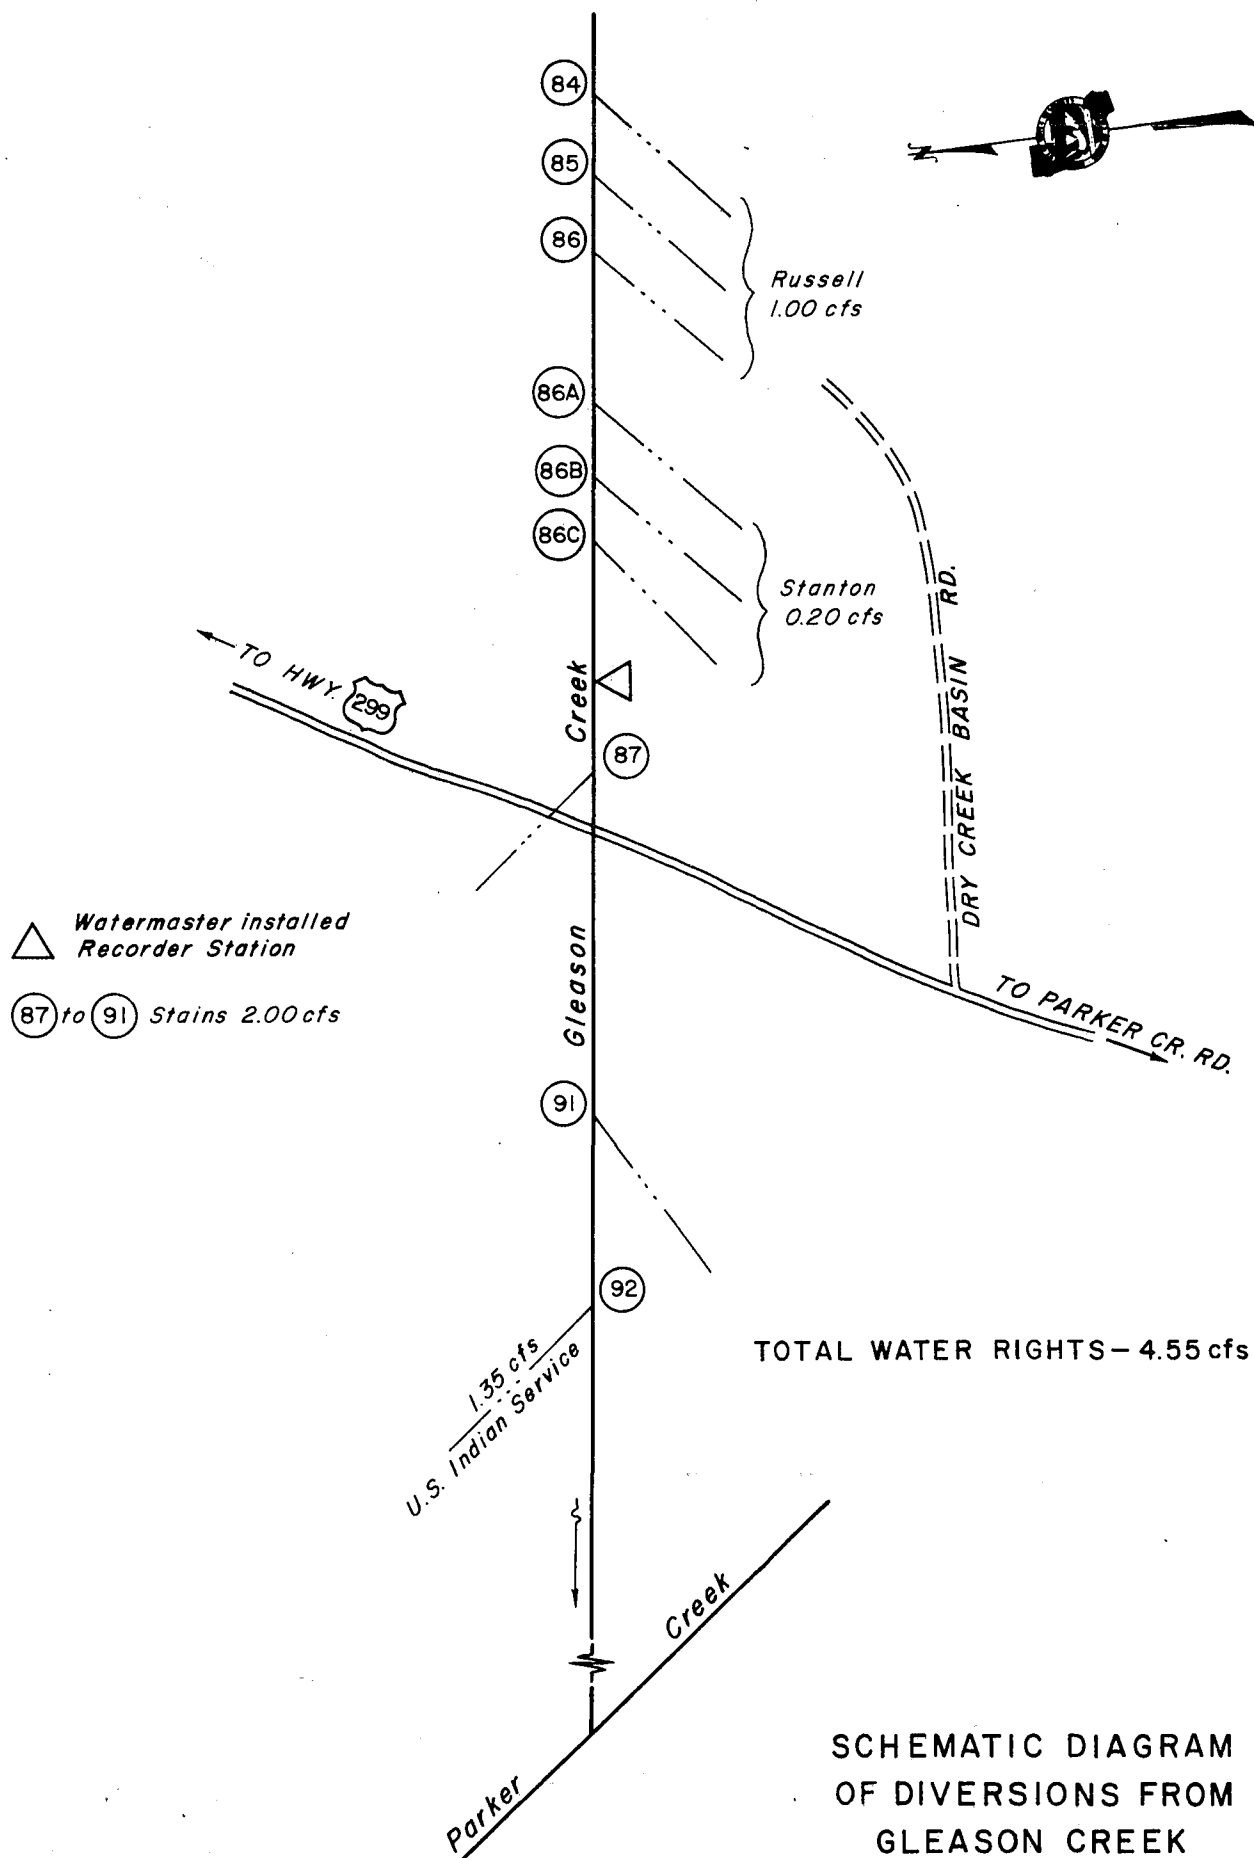 84
85
86
Russell
1.00 cfs
86A
86B
86C
Stanton
0.20 cfs
N
TO HWY. 299
Creek
87
DRY CREEK BASIN RD.
Watermaster installed
Recorder Station
87 to 91 Stains 2.00 cfs
Gleason
TO PARKER CR. RD.
91
92
1.35 cfs
U.S. Indian Service
TOTAL WATER RIGHTS – 4.55 cfs
Creek
Parker
SCHEMATIC DIAGRAM
OF DIVERSIONS FROM
GLEASON CREEK